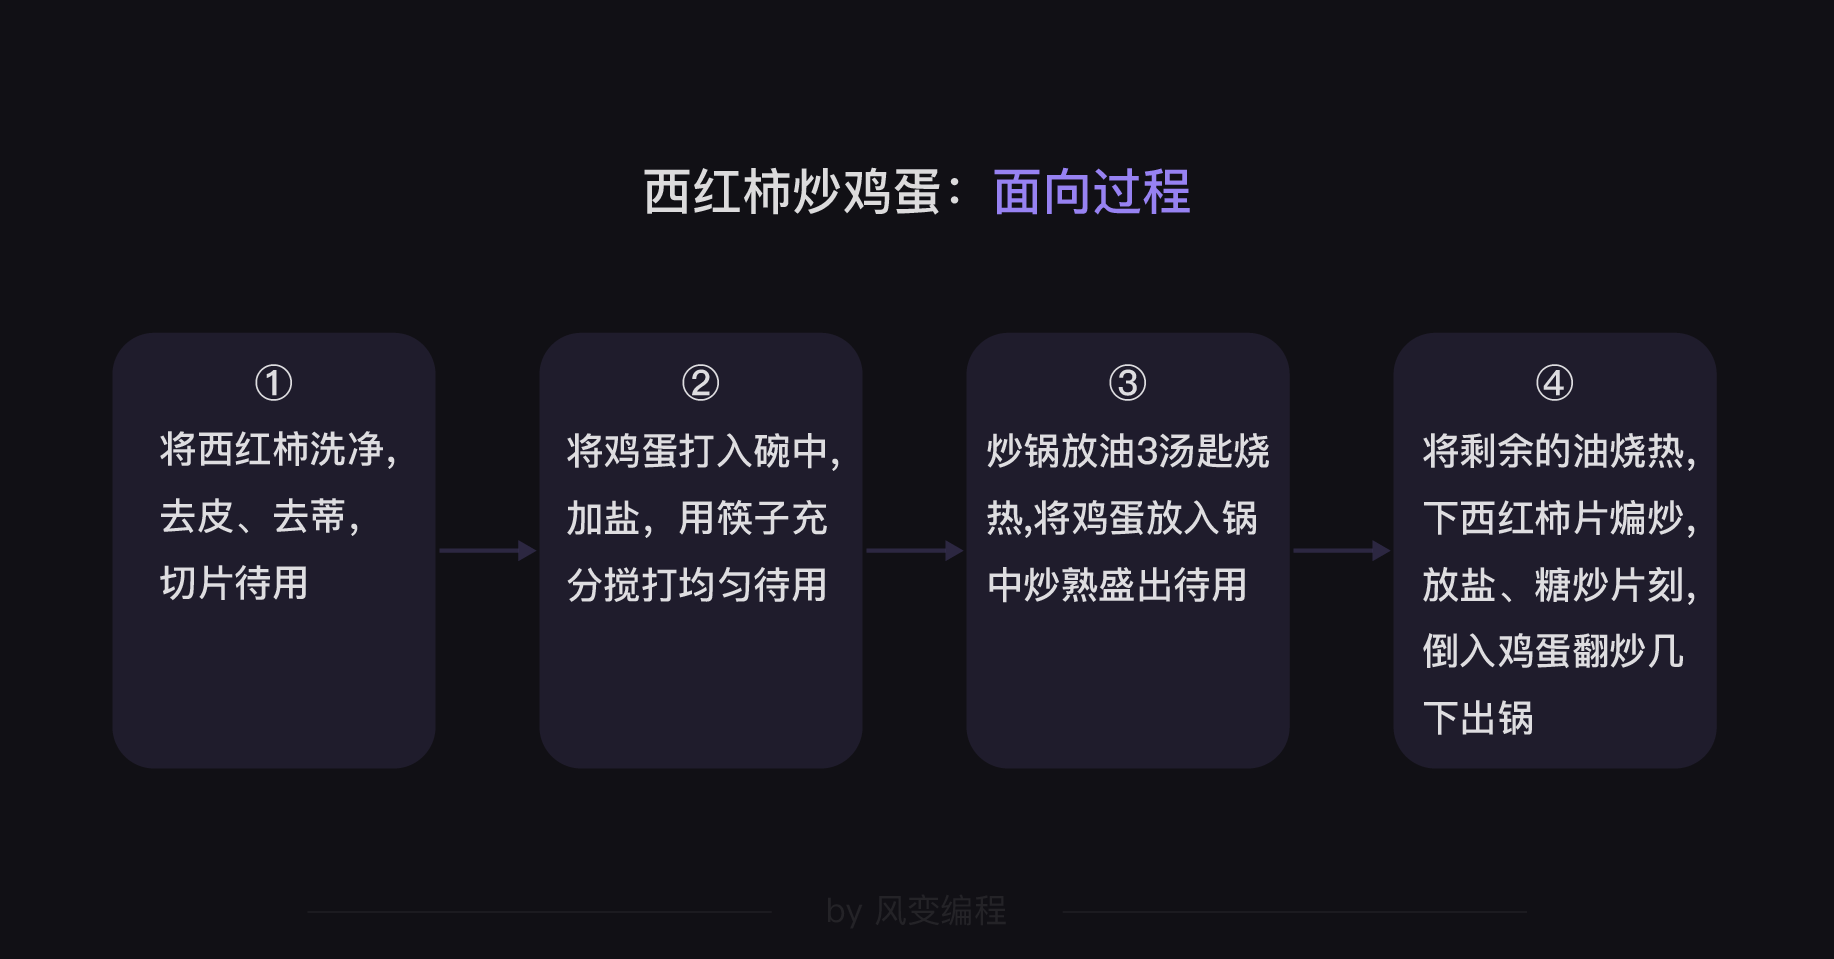 西红柿炒鸡蛋：面向过程
①
将西红柿洗净，
去皮、去蒂，
切片待用
②
将鸡蛋打入碗中，
加盐，用筷子充
分搅打均匀待用
③
炒锅放油3汤匙烧
热,将鸡蛋放入锅
中炒熟盛出待用
④
将剩余的油烧热，
下西红柿片煸炒，
放盐、糖炒片刻，
倒入鸡蛋翻炒几
下出锅
by 风变编程